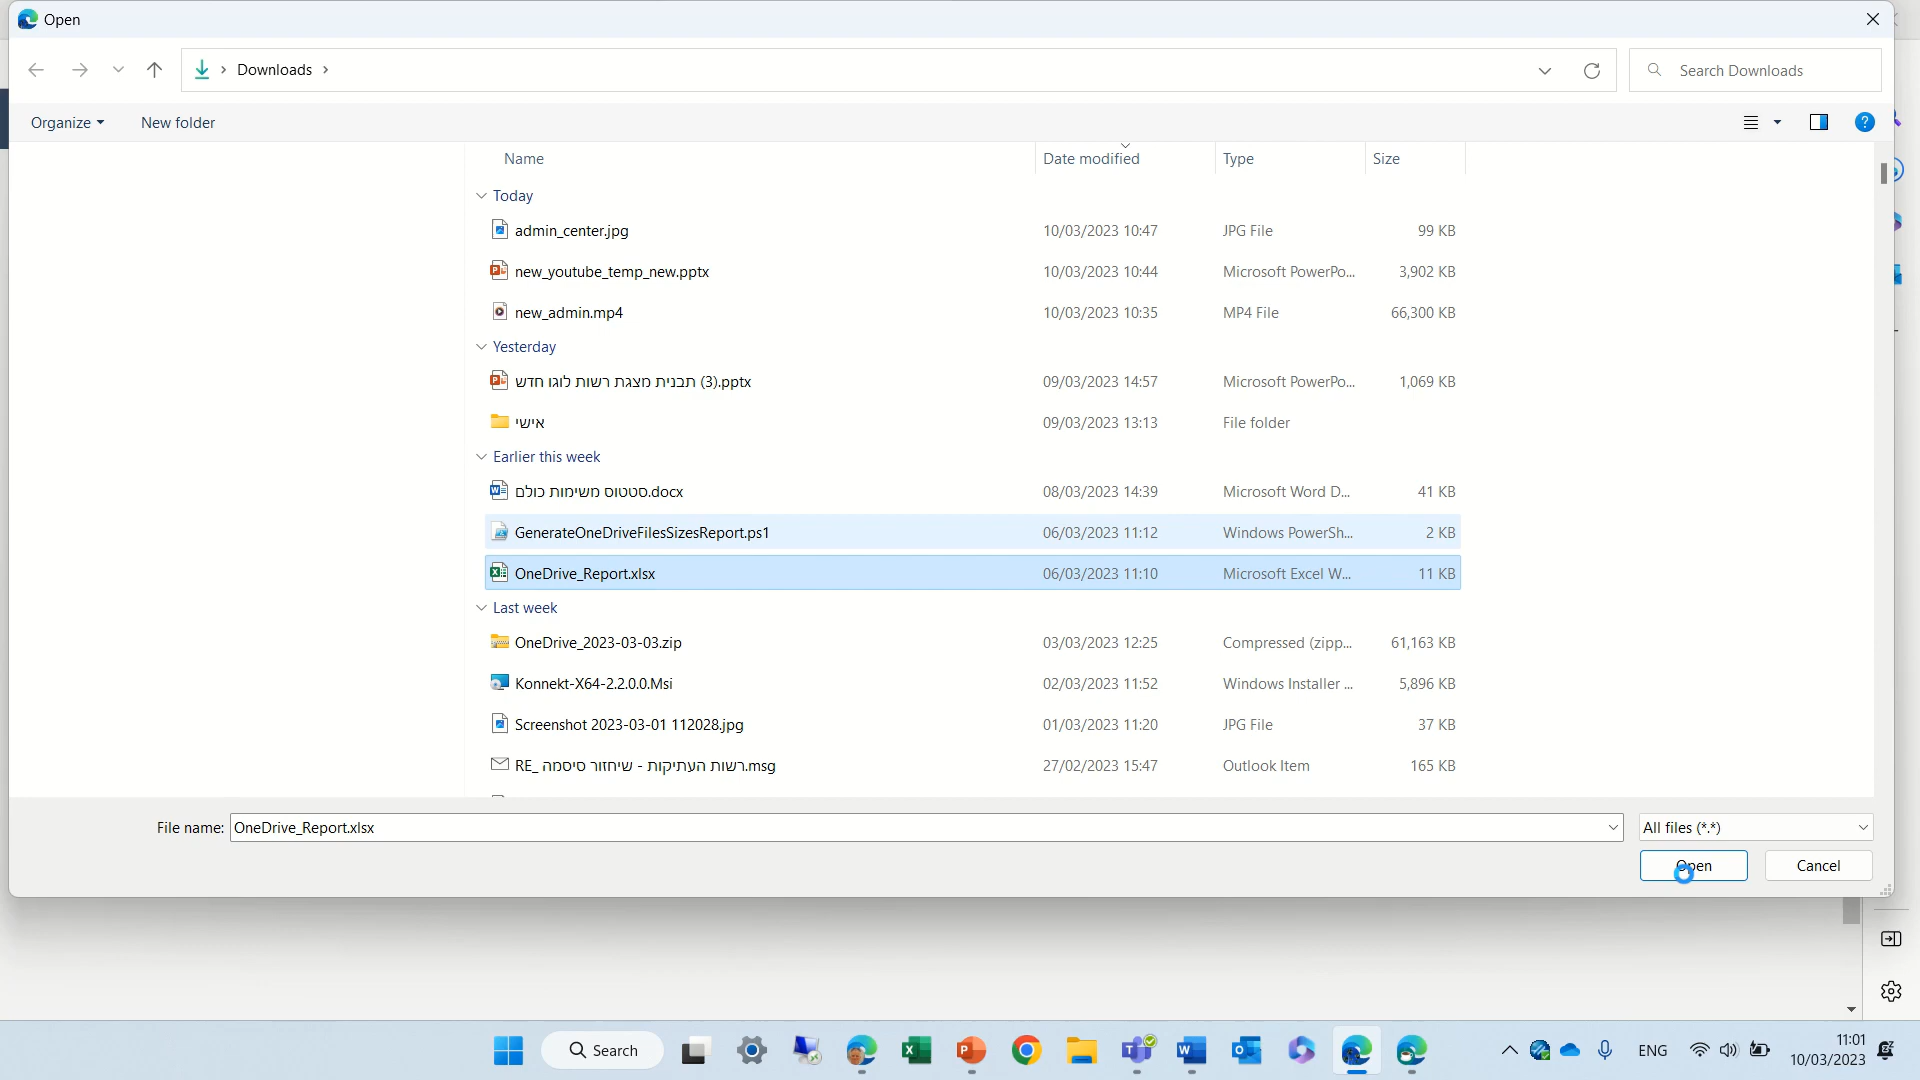 Open
Downloads
Search Downloads
Organize
New folder
Name Date modified Type Size
Today
admin_center.jpg 10/03/2023 10:47 JPG File 99 KB
new_youtube_temp_new.pptx 10/03/2023 10:44 Microsoft PowerPo... 3,902 KB
new_admin.mp4 10/03/2023 10:35 MP4 File 66,300 KB
Yesterday
תבנית מצגת רשות לוגו חדש (3).pptx 09/03/2023 14:57 Microsoft PowerPo... 1,069 KB
אישי 09/03/2023 13:13 File folder
Earlier this week
סטטוס משימות כולם.docx 08/03/2023 14:39 Microsoft Word D... 41 KB
GenerateOneDriveFilesSizesReport.ps1 06/03/2023 11:12 Windows PowerSh... 2 KB
OneDrive_Report.xlsx 06/03/2023 11:10 Microsoft Excel W... 11 KB
Last week
OneDrive_2023-03-03.zip 03/03/2023 12:25 Compressed (zipp... 61,163 KB
Konnekt-X64-2.2.0.0.Msi 02/03/2023 11:52 Windows Installer ... 5,896 KB
Screenshot 2023-03-01 112028.jpg 01/03/2023 11:20 JPG File 37 KB
RE_ רשות העתיקות - שיחזור סיסמה.msg 27/02/2023 15:47 Outlook Item 165 KB
File name: OneDrive_Report.xlsx All files (*.*)
Open Cancel
Search ENG 11:01
10/03/2023